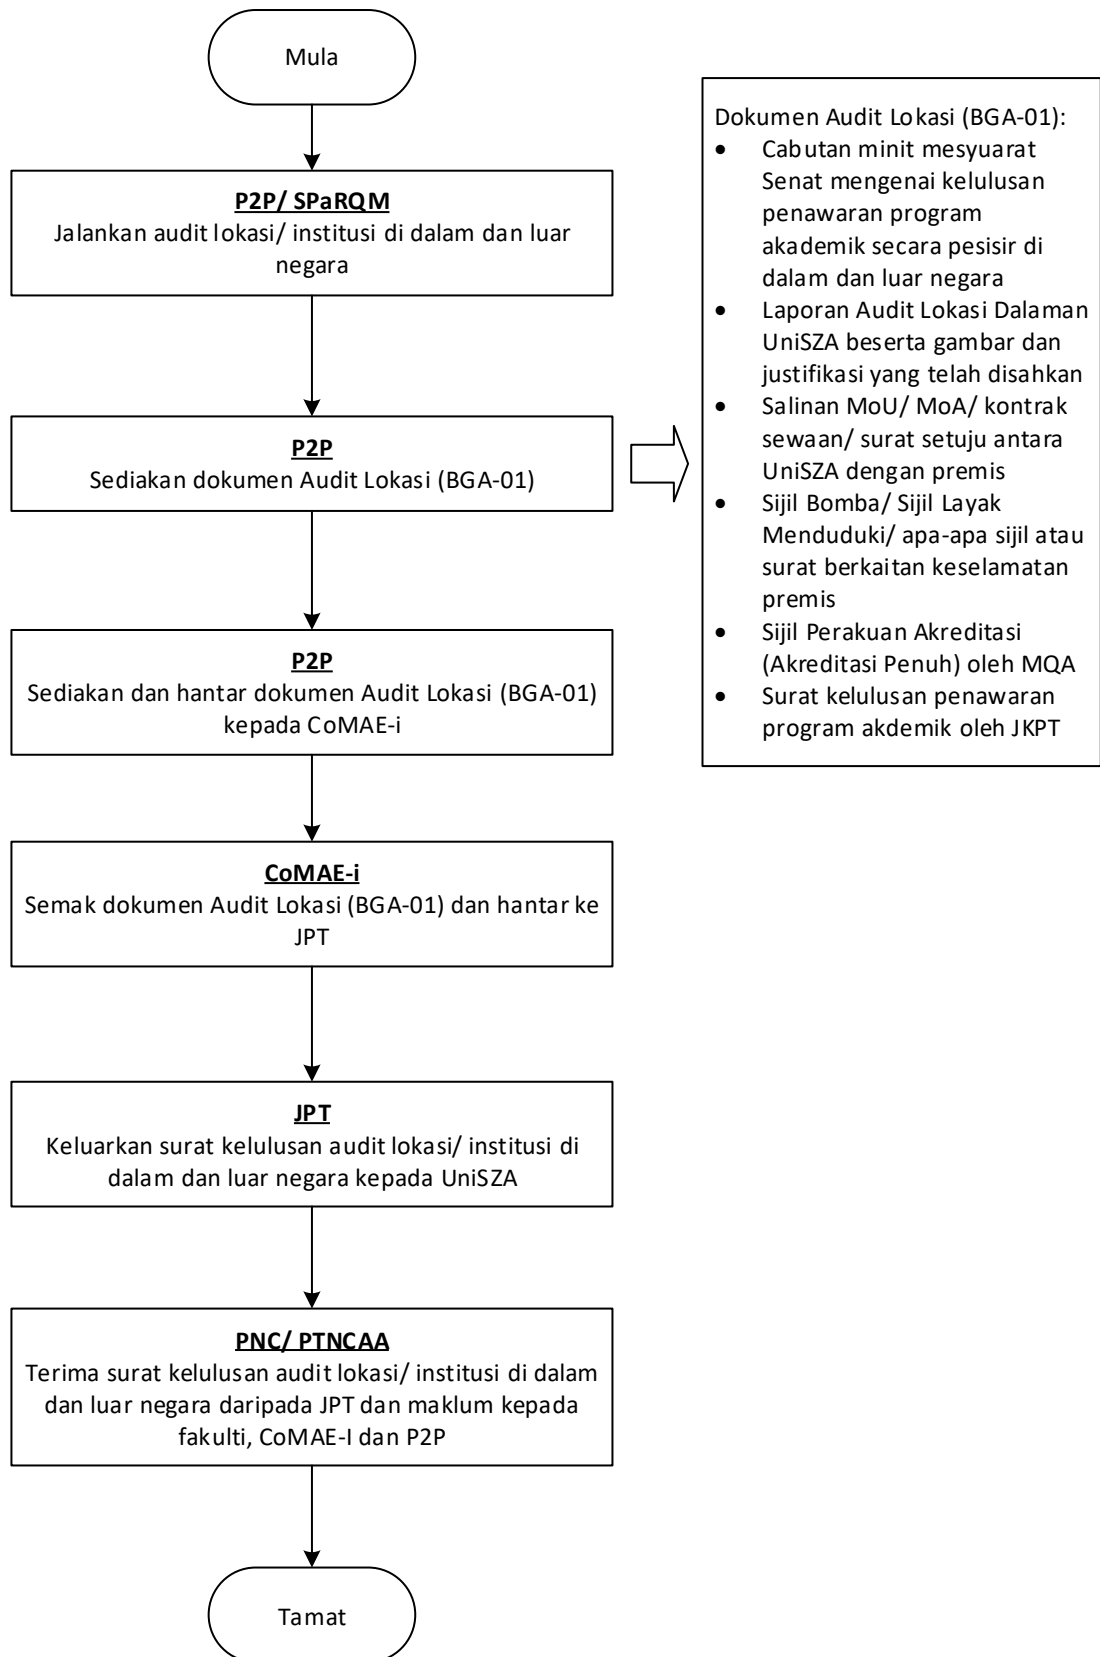 Mula
P2P/ SPaRQM
Jalankan audit lokasi/ institusi di dalam dan luar
negara
P2P
Sediakan dokumen Audit Lokasi (BGA-01)
Dokumen Audit Lokasi (BGA-01):
• Cabutan minit mesyuarat
Senat mengenai kelulusan
penawaran program
akademik secara pesisir di
dalam dan luar negara
• Laporan Audit Lokasi Dalaman
UniSZA beserta gambar dan
justifikasi yang telah disahkan
• Salinan MoU/ MoA/ kontrak
sewaan/ surat setuju antara
UniSZA dengan premis
• Sijil Bomba/ Sijil Layak
Menduduki/ apa-apa sijil atau
surat berkaitan keselamatan
premis
• Sijil Perakuan Akreditasi
(Akreditasi Penuh) oleh MQA
• Surat kelulusan penawaran
program akdemik oleh JKPT
P2P
Sediakan dan hantar dokumen Audit Lokasi (BGA-01)
kepada CoMAE-i
CoMAE-i
Semak dokumen Audit Lokasi (BGA-01) dan hantar ke
JPT
JPT
Keluarkan surat kelulusan audit lokasi/ institusi di
dalam dan luar negara kepada UniSZA
PNC/ PTNCAA
Terima surat kelulusan audit lokasi/ institusi di dalam
dan luar negara daripada JPT dan maklum kepada
fakulti, CoMAE-I dan P2P
Tamat